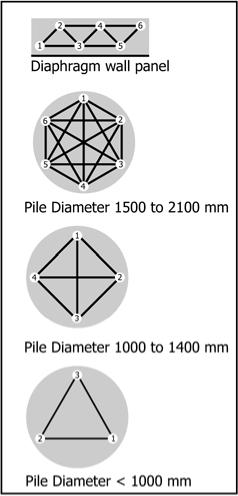 2 4 6
1 3 5
Diaphragm wall panel
1
6 2
5 3
4
Pile Diameter 1500 to 2100 mm
1
4 2
3
Pile Diameter 1000 to 1400 mm
3
2 1
Pile Diameter < 1000 mm